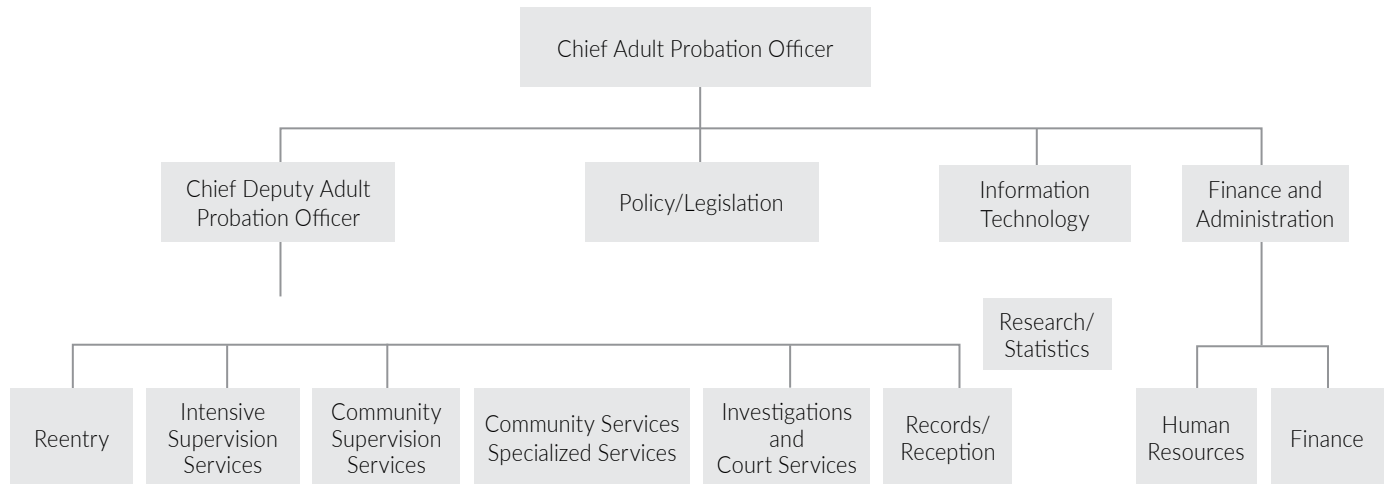 Chief Adult Probation Officer
Chief Deputy Adult
Probation Officer
Policy/Legislation
Information
Technology
Finance and
Administration
Research/
Statistics
Reentry
Intensive
Supervision
Services
Community
Supervision
Services
Community Services
Specialized Services
Investigations
and
Court Services
Records/
Reception
Human
Resources
Finance